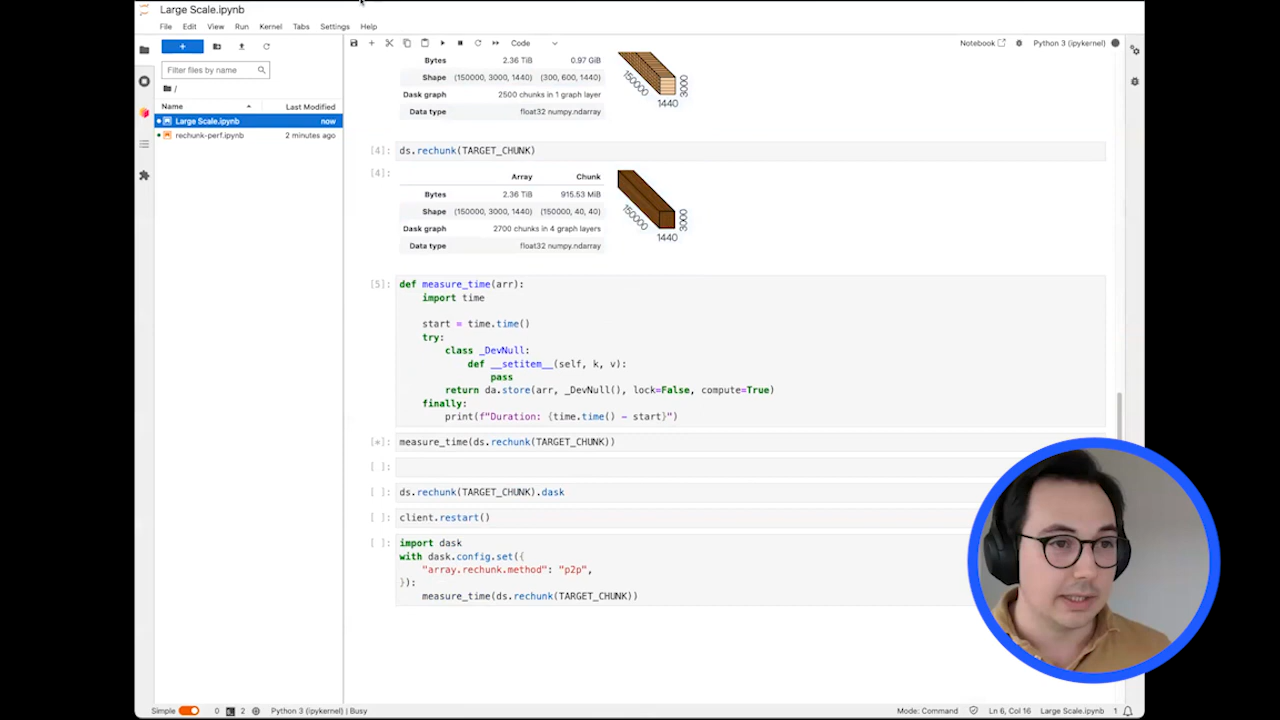 Large Scale.ipynb
File Edit View Run Kernel Tabs Settings Help
+ Code Notebook Python 3 (ipykernel)
Filter files by name
/
Name Last Modified
Large Scale.ipynb now
rechunk-perf.ipynb 2 minutes ago
Bytes 2.36 TiB 0.97 GiB
Shape (150000, 3000, 1440) (300, 600, 1440)
Dask graph 2500 chunks in 1 graph layer
Data type float32 numpy.ndarray
150000 3000
1440
[4]: ds.rechunk(TARGET_CHUNK)
[4]:
Array Chunk
Bytes 2.36 TiB 915.53 MiB
Shape (150000, 3000, 1440) (150000, 40, 40)
Dask graph 2700 chunks in 4 graph layers
Data type float32 numpy.ndarray
150000 3000
1440
[5]: def measure_time(arr):
import time
start = time.time()
try:
class _DevNull:
def __setitem__(self, k, v):
pass
return da.store(arr, _DevNull(), lock=False, compute=True)
finally:
print(f"Duration: {time.time() - start}")
[*]: measure_time(ds.rechunk(TARGET_CHUNK))
[ ]:
[ ]: ds.rechunk(TARGET_CHUNK).dask
[ ]: client.restart()
[ ]: import dask
with dask.config.set({
"array.rechunk.method": "p2p",
}):
measure_time(ds.rechunk(TARGET_CHUNK))
Simple 0 2 Python 3 (ipykernel) | Busy Mode: Command Ln 6, Col 16 Large Scale.ipynb 1